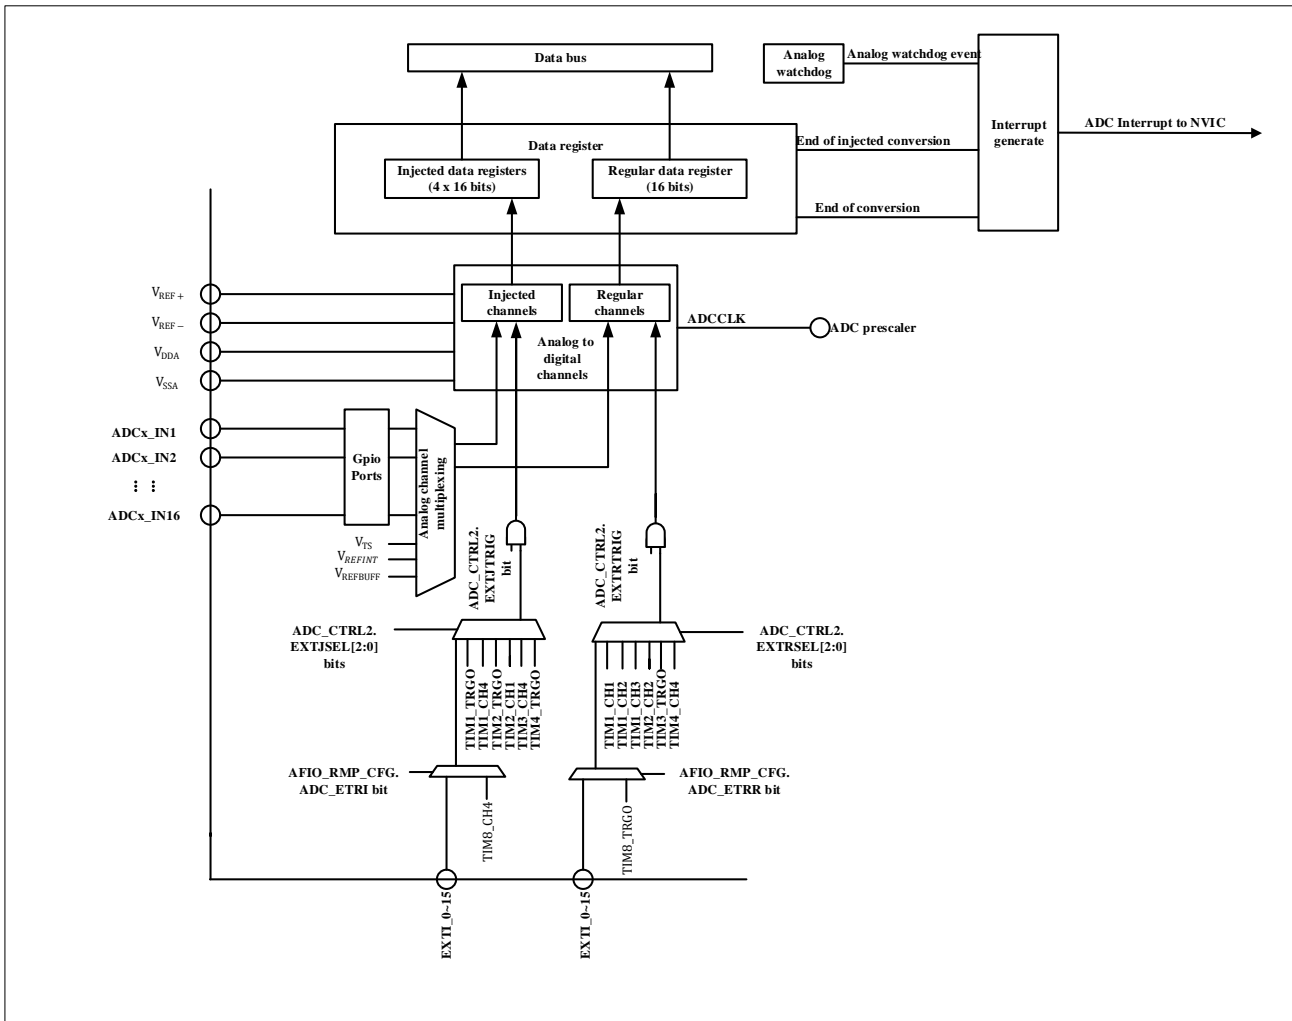 Data bus
Analog
watchdog
Analog watchdog event
Interrupt
generate
ADC Interrupt to NVIC
Data register
End of injected conversion
Injected data registers
(4 x 16 bits)
Regular data register
(16 bits)
End of conversion
VREF+
VREF−
VDDA
VSSA
Injected
channels
Regular
channels
Analog to
digital
channels
ADCCLK
ADC prescaler
ADCx_IN1
ADCx_IN2
⋮ ⋮
ADCx_IN16
Gpio
Ports
Analog channel
multiplexing
VTS
VREFINT
VREFBUFF
ADC_CTRL2.
EXTJTRIG
bit
ADC_CTRL2.
EXTRTRIG
bit
ADC_CTRL2.
EXTJSEL[2:0]
bits
ADC_CTRL2.
EXTRSEL[2:0]
bits
TIM1_TRGO
TIM1_CH4
TIM2_TRGO
TIM2_CH1
TIM3_CH4
TIM4_TRGO
TIM1_CH1
TIM1_CH2
TIM1_CH3
TIM2_CH2
TIM3_TRGO
TIM4_CH4
AFIO_RMP_CFG.
ADC_ETRI bit
AFIO_RMP_CFG.
ADC_ETRR bit
TIM8_CH4
TIM8_TRGO
EXTI_0~15
EXTI_0~15